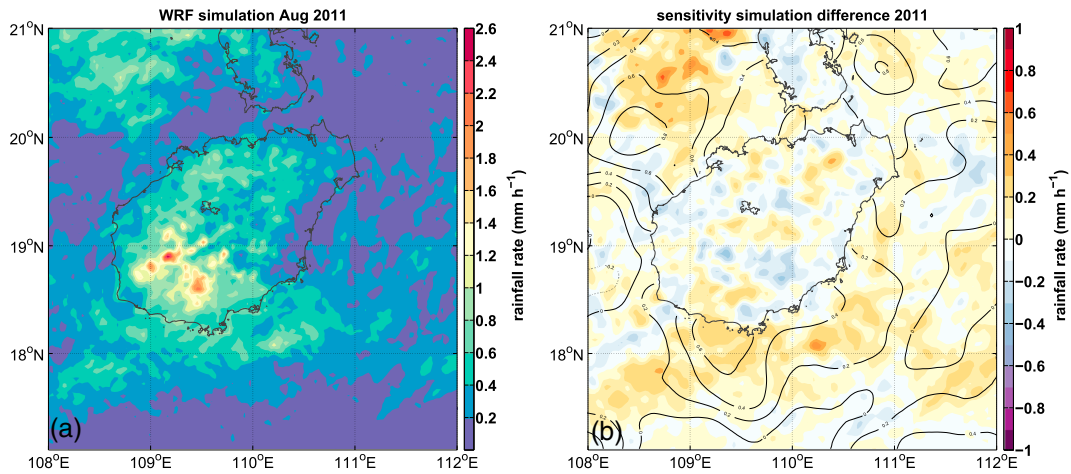 WRF simulation Aug 2011
21°N
20°N
19°N
18°N
108°E
109°E
110°E
111°E
112°E
(a)
2.6
2.4
2.2
2
1.8
1.6
1.4
1.2
1
0.8
0.6
0.4
0.2
rainfall rate (mm h⁻¹)
sensitivity simulation difference 2011
21°N
20°N
19°N
18°N
108°E
109°E
110°E
111°E
112°E
(b)
1
0.8
0.6
0.4
0.2
0
−0.2
−0.4
−0.6
−0.8
−1
rainfall rate (mm h⁻¹)